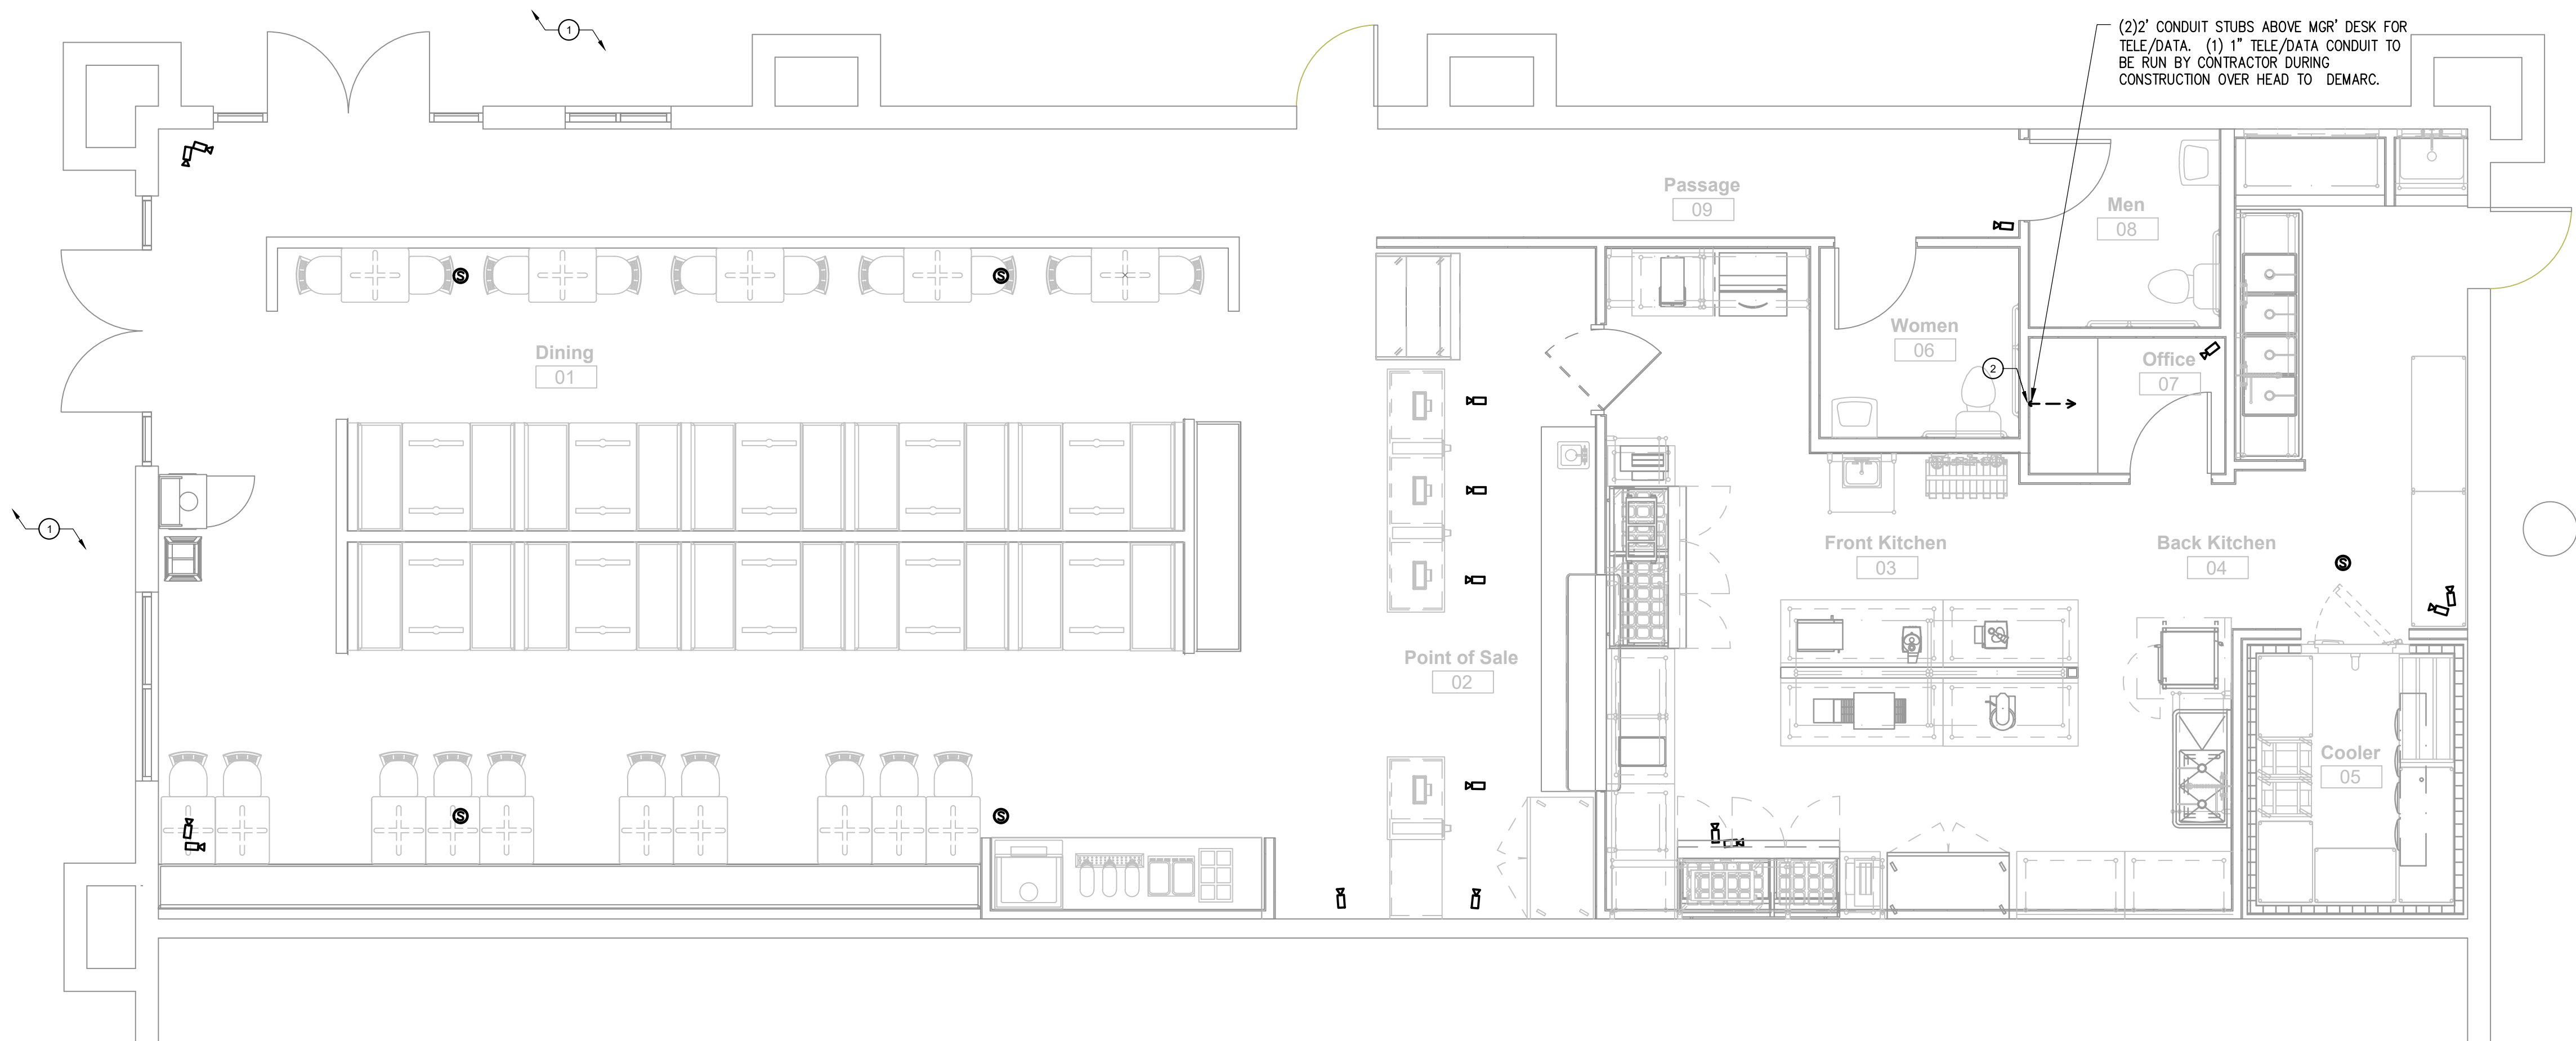 1
(2)2' CONDUIT STUBS ABOVE MGR' DESK FOR
TELE/DATA. (1) 1" TELE/DATA CONDUIT TO
BE RUN BY CONTRACTOR DURING
CONSTRUCTION OVER HEAD TO DEMARC.
Passage
09
Men
08
S
S
Dining
01
Women
06
2
Office
07
1
Front Kitchen
03
Back Kitchen
04
S
Point of Sale
02
Cooler
05
S
S